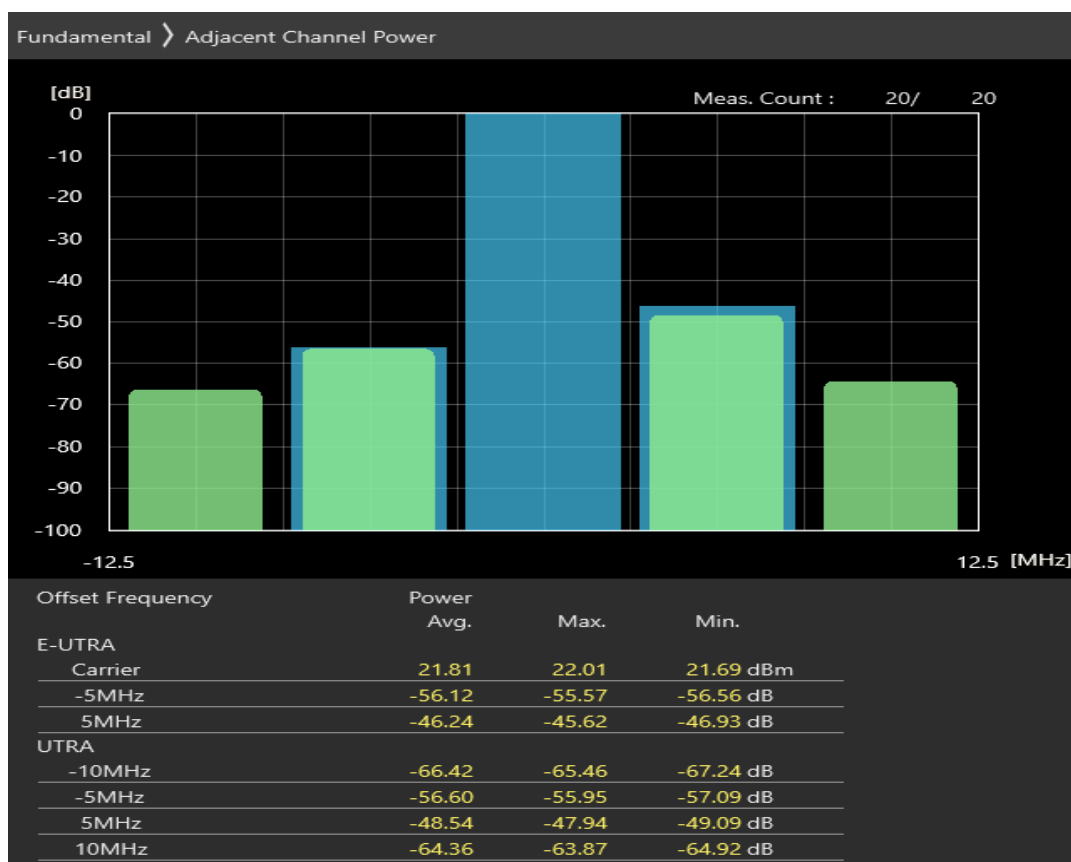 Fundamental ❯ Adjacent Channel Power
[dB]
Meas. Count : 20/ 20
0
-10
-20
-30
-40
-50
-60
-70
-80
-90
-100
-12.5 12.5 [MHz]
Offset Frequency Power
Avg. Max. Min.
E-UTRA
Carrier 21.81 22.01 21.69 dBm
-5MHz -56.12 -55.57 -56.56 dB
5MHz -46.24 -45.62 -46.93 dB
UTRA
-10MHz -66.42 -65.46 -67.24 dB
-5MHz -56.60 -55.95 -57.09 dB
5MHz -48.54 -47.94 -49.09 dB
10MHz -64.36 -63.87 -64.92 dB